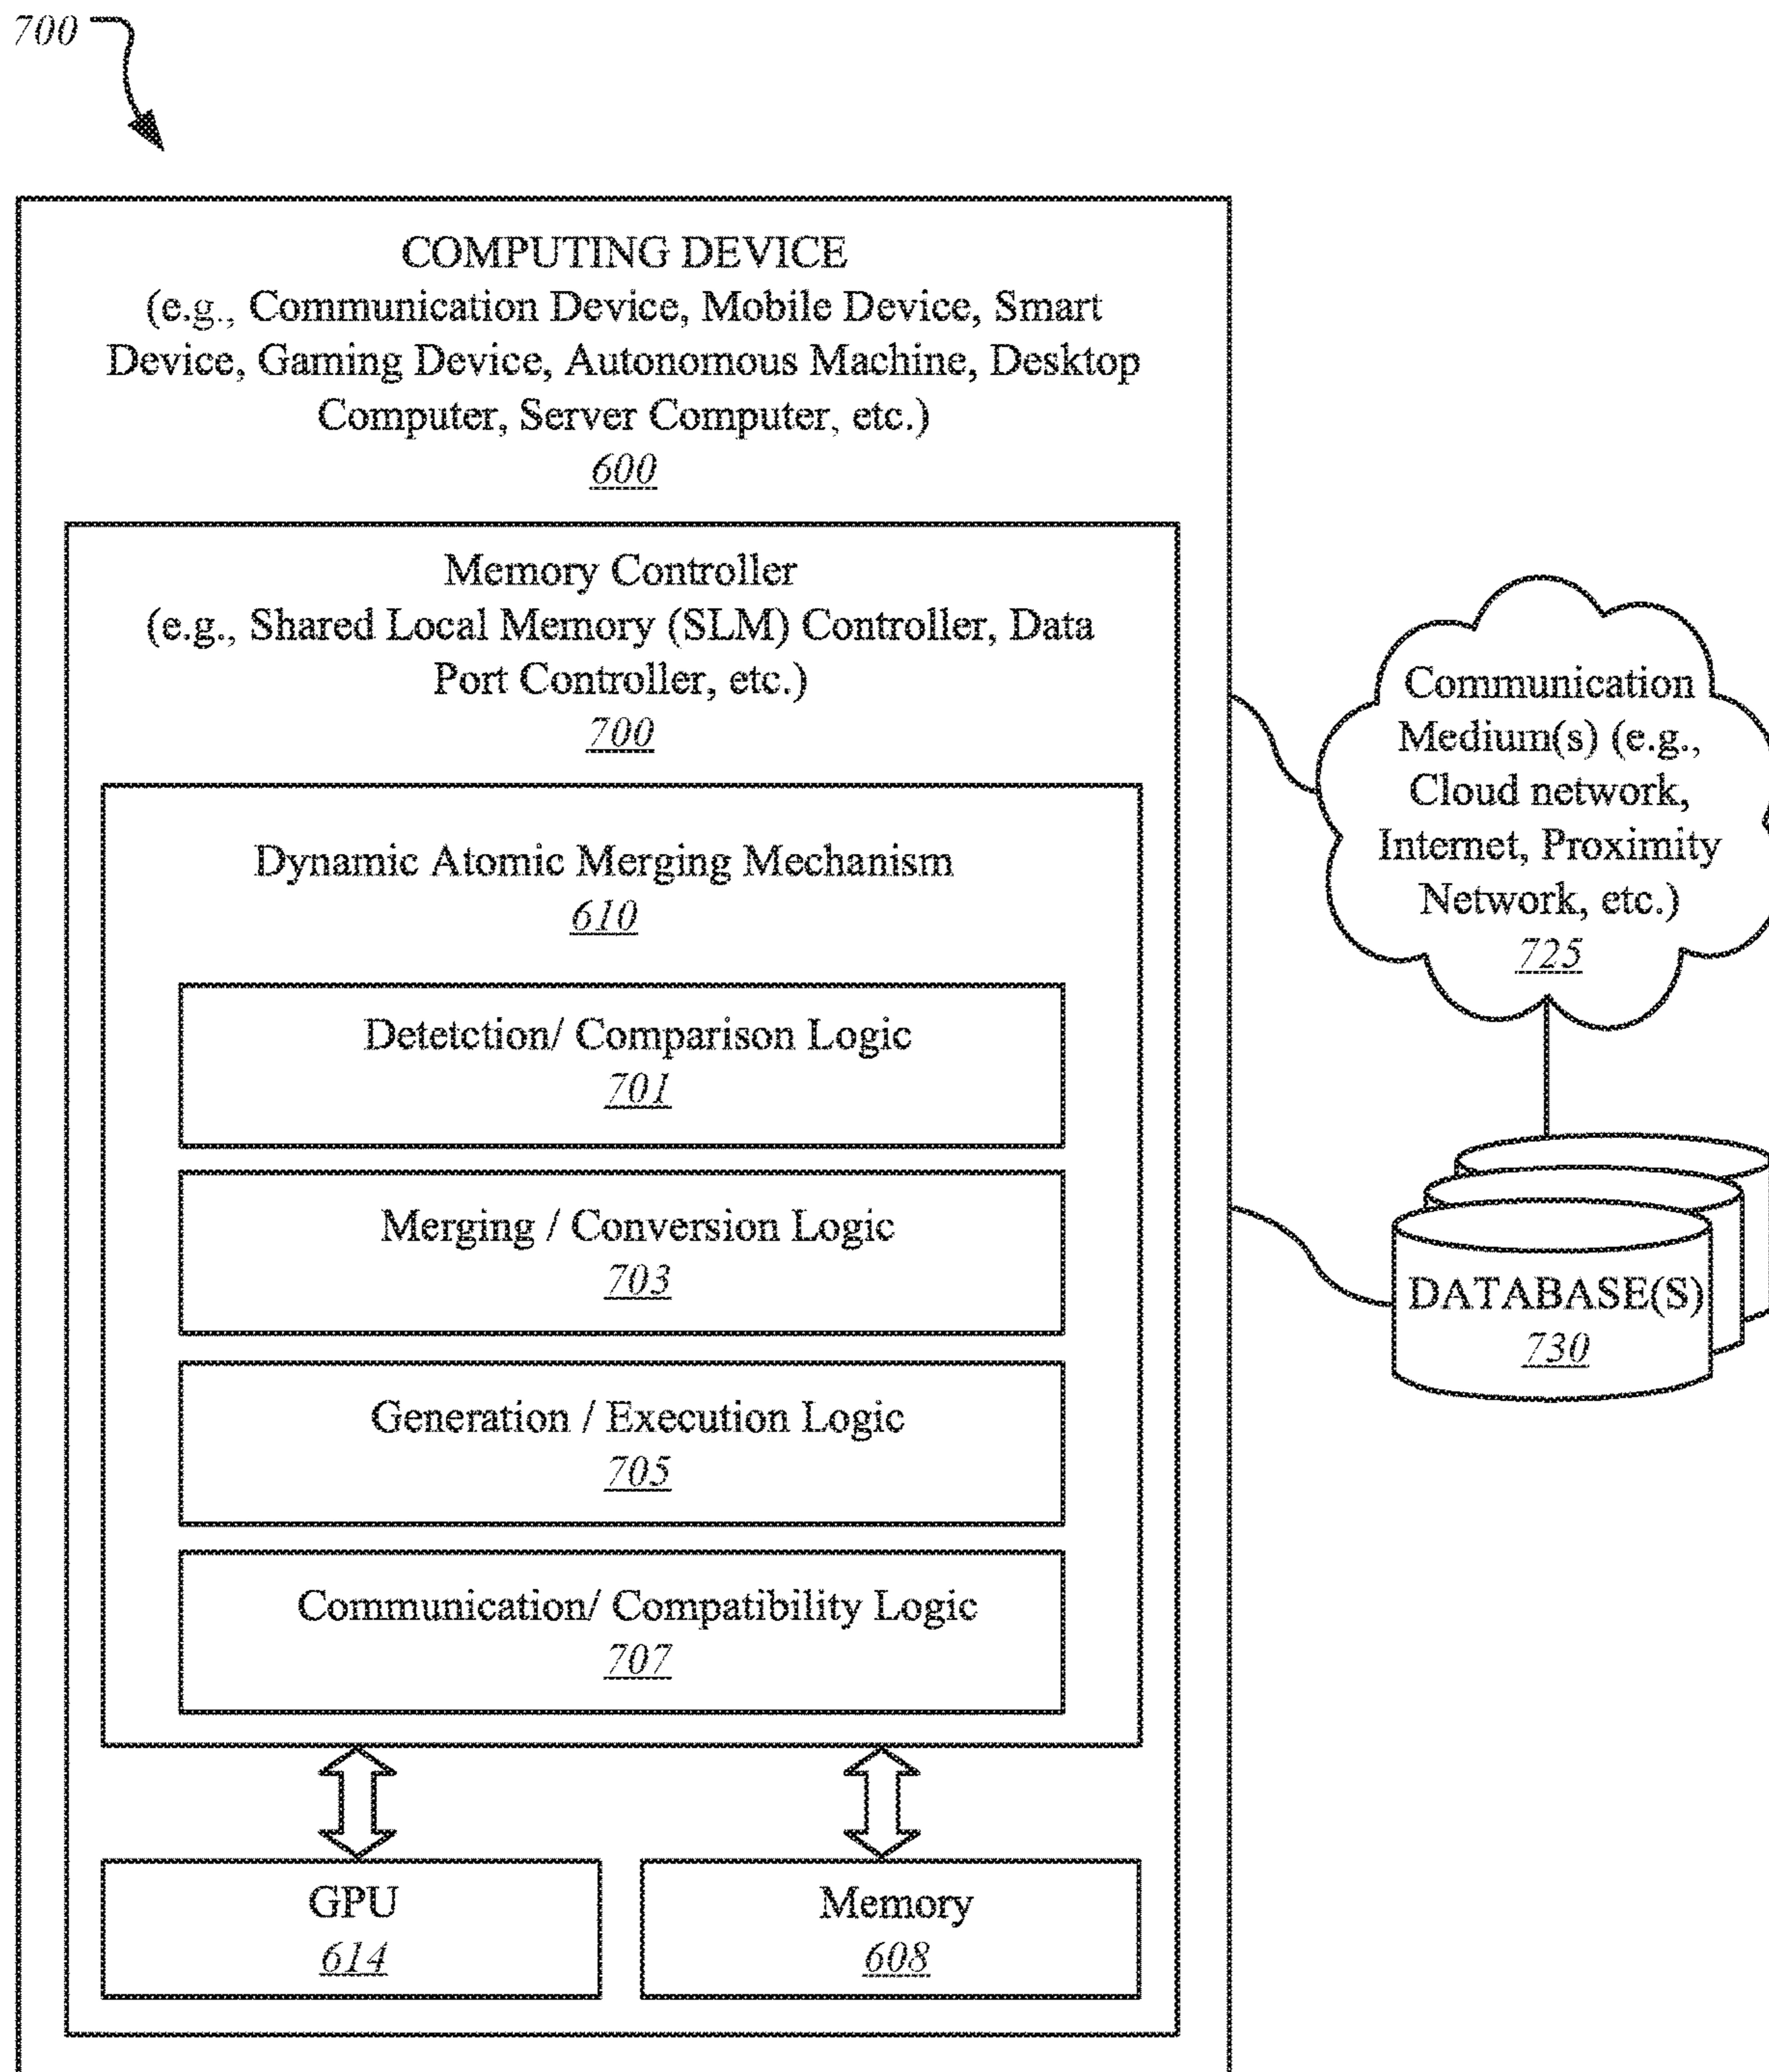 700
COMPUTING DEVICE
(e.g., Communication Device, Mobile Device, Smart
Device, Gaming Device, Autonomous Machine, Desktop
Computer, Server Computer, etc.)
600
Memory Controller
(e.g., Shared Local Memory (SLM) Controller, Data
Port Controller, etc.)
700
Dynamic Atomic Merging Mechanism
610
Detetction/ Comparison Logic
701
Merging / Conversion Logic
703
Generation / Execution Logic
705
Communication/ Compatibility Logic
707
GPU
614
Memory
608
Communication
Medium(s) (e.g.,
Cloud network,
Internet, Proximity
Network, etc.)
725
DATABASE(S)
730